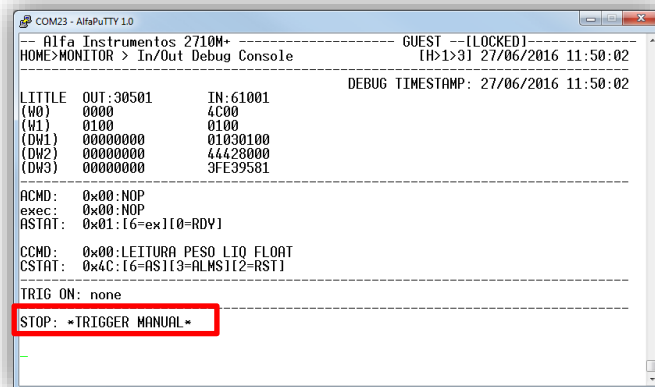 COM23 - AlfaPuTTY 1.0
-- Alfa Instrumentos 2710M+ ------------------- GUEST --[LOCKED]--------------
HOME>MONITOR > In/Out Debug Console [H>1>3] 27/06/2016 11:50:02
DEBUG TIMESTAMP: 27/06/2016 11:50:02
LITTLE OUT:30501 IN:61001
(W0) 0000 4C00
(W1) 0100 0100
(DW1) 00000000 01030100
(DW2) 00000000 44428000
(DW3) 00000000 3FE39581
ACMD: 0x00:NOP
exec: 0x00:NOP
ASTAT: 0x01:[6=ex][0=RDY]
CCMD: 0x00:LEITURA PESO LIQ FLOAT
CSTAT: 0x4C:[6=AS][3=ALMS][2=RST]
TRIG ON: none
STOP: *TRIGGER MANUAL*